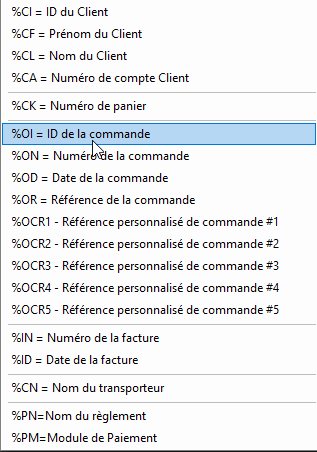 %CI = ID du Client
%CF = Prénom du Client
%CL = Nom du Client
%CA = Numéro de compte Client
%CK = Numéro de panier
%OI = ID de la commande
%ON = Numéro de la commande
%OD = Date de la commande
%OR = Référence de la commande
%OCR1 - Référence personnalisé de commande #1
%OCR2 - Référence personnalisé de commande #2
%OCR3 - Référence personnalisé de commande #3
%OCR4 - Référence personnalisé de commande #4
%OCR5 - Référence personnalisé de commande #5
%IN = Numéro de la facture
%ID = Date de la facture
%CN = Nom du transporteur
%PN=Nom du règlement
%PM=Module de Paiement